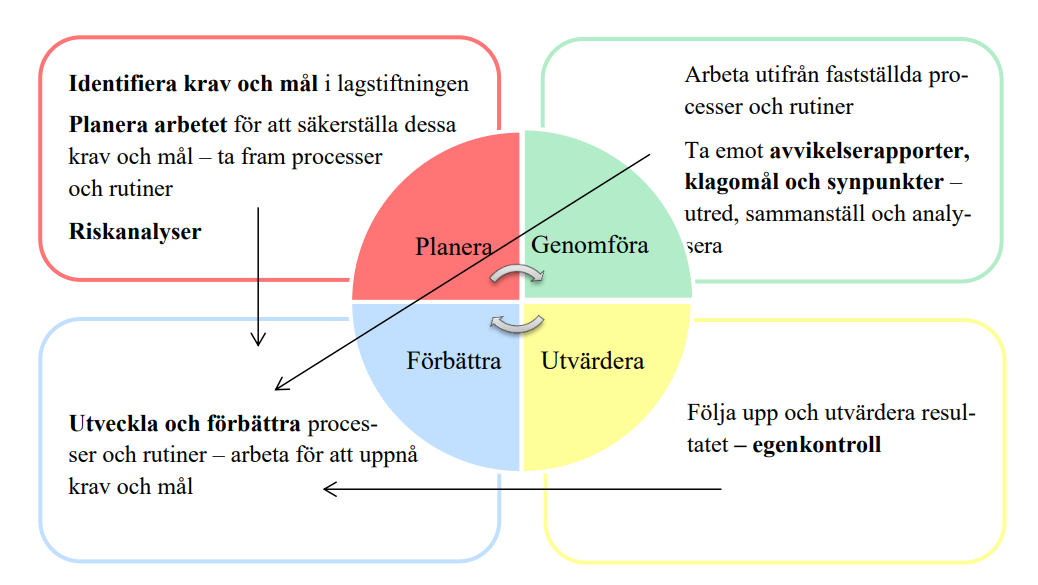 Identifiera krav och mål i lagstiftningen
Planera arbetet för att säkerställa dessa
krav och mål – ta fram processer
och rutiner
Riskanalyser
Arbeta utifrån fastställda pro-
cesser och rutiner
Ta emot avvikelserapporter,
klagomål och synpunkter –
utred, sammanställ och analy-
sera
Planera
Genomföra
Förbättra
Utvärdera
Utveckla och förbättra proces-
ser och rutiner – arbeta för att uppnå
krav och mål
Följa upp och utvärdera resul-
tatet – egenkontroll